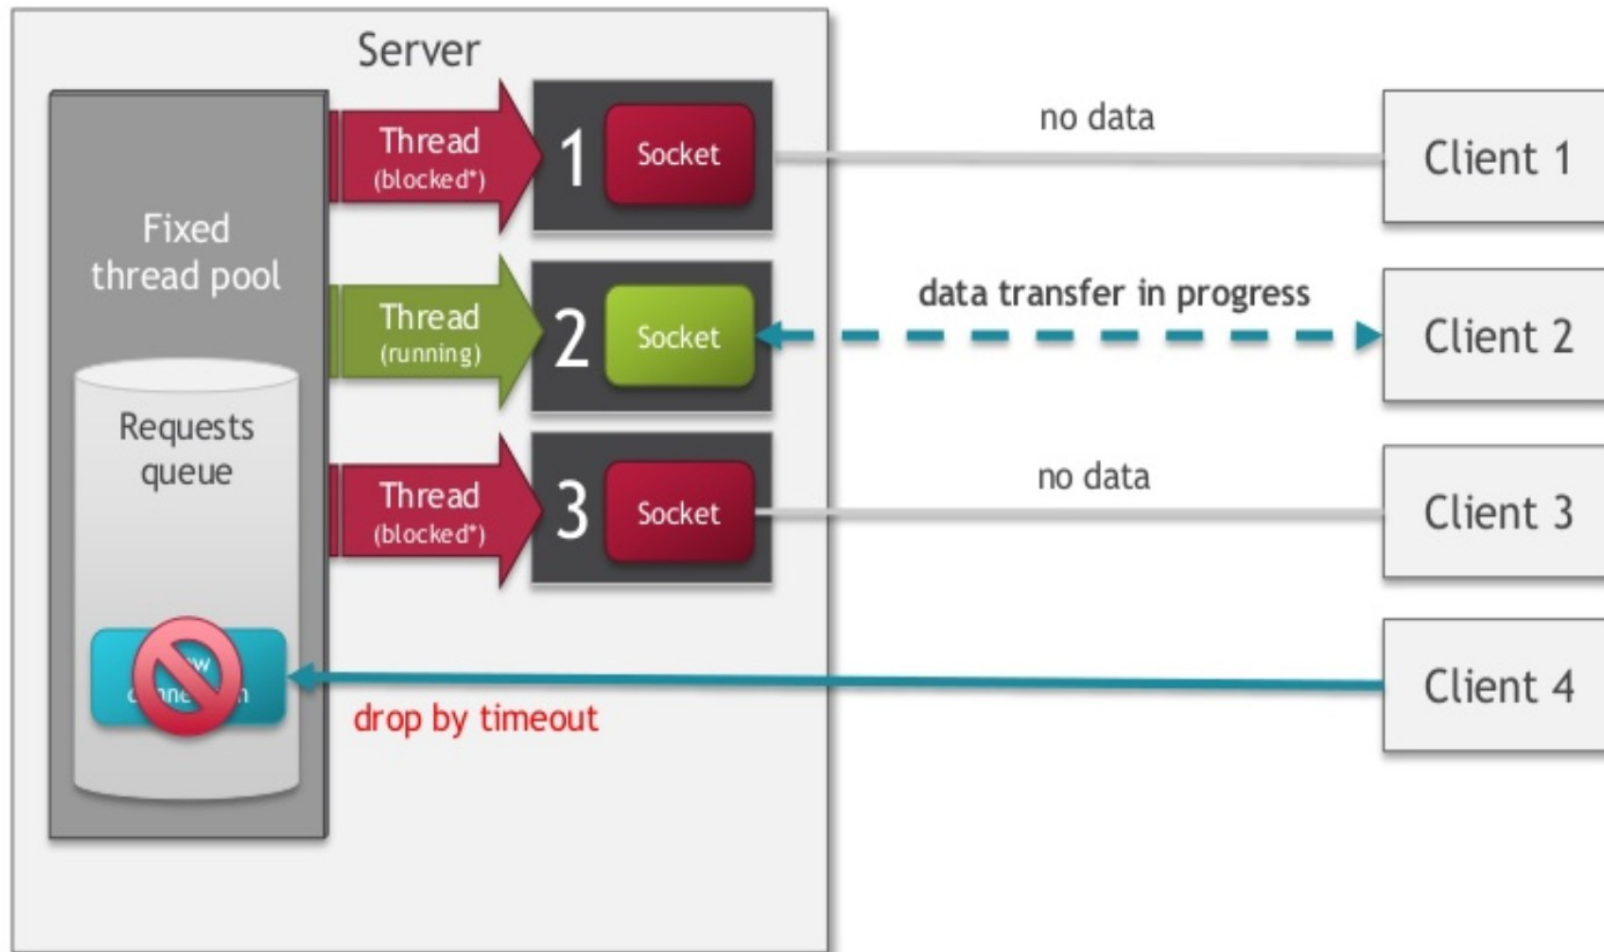 Server
Fixed
thread pool
Requests
queue
Thread
(blocked*)
1
Socket
no data
Client 1
Thread
(running)
2
Socket
data transfer in progress
Client 2
Thread
(blocked*)
3
Socket
no data
Client 3
drop by timeout
Client 4